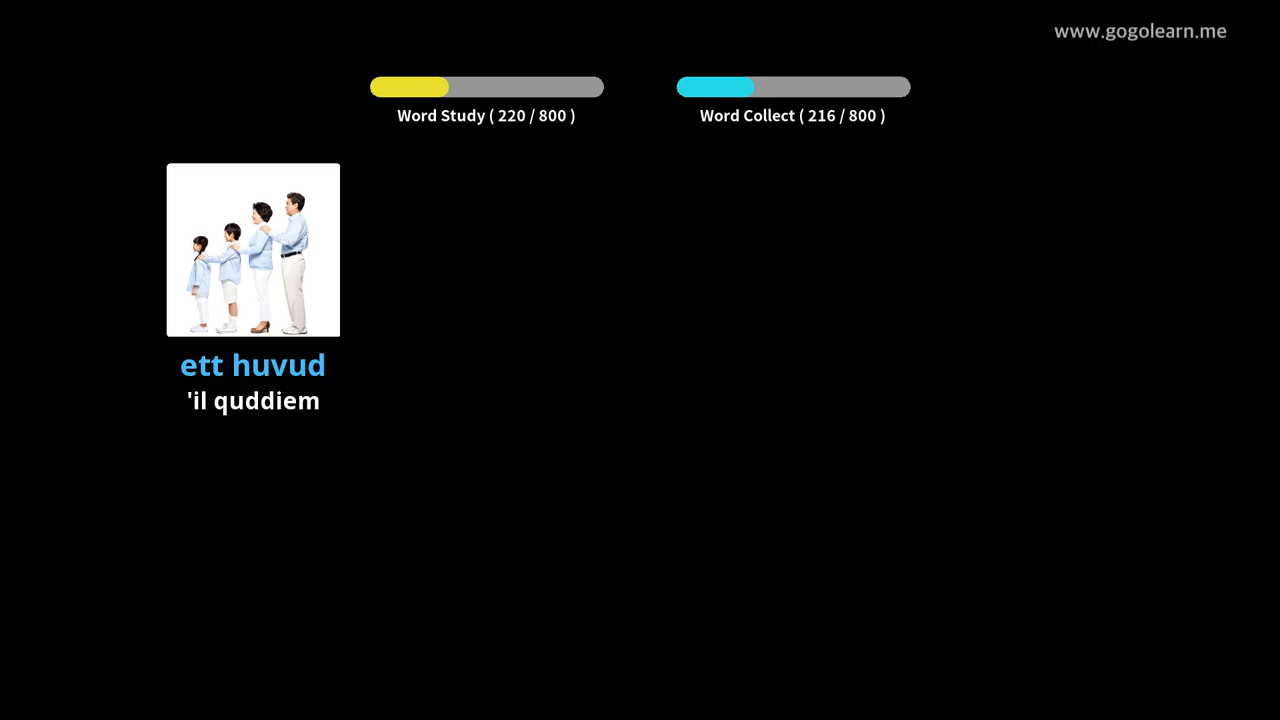 www.gogolearn.me
Word Study ( 220 / 800 )
Word Collect ( 216 / 800 )
ett huvud
'il quddiem